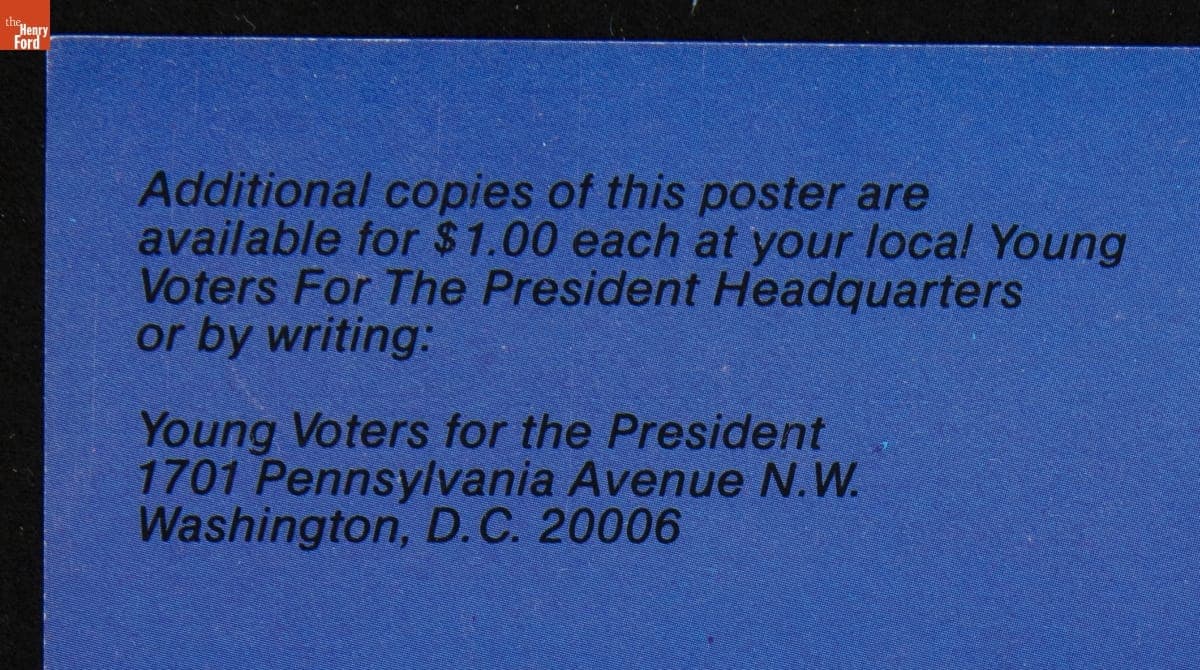 the
Henry
Ford
Additional copies of this poster are
available for $1.00 each at your local Young
Voters For The President Headquarters
or by writing:
Young Voters for the President
1701 Pennsylvania Avenue N.W.
Washington, D.C. 20006